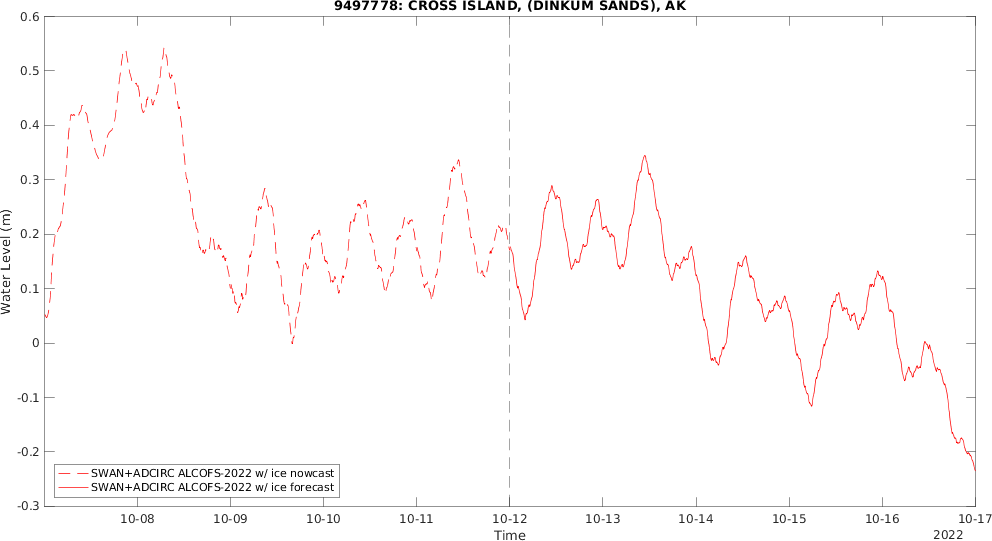 9497778: CROSS ISLAND, (DINKUM SANDS), AK
Water Level (m)
0.6
0.5
0.4
0.3
0.2
0.1
0
-0.1
-0.2
-0.3
SWAN+ADCIRC ALCOFS-2022 w/ ice nowcast
SWAN+ADCIRC ALCOFS-2022 w/ ice forecast
10-08 10-09 10-10 10-11 10-12 10-13 10-14 10-15 10-16 10-17
Time
2022